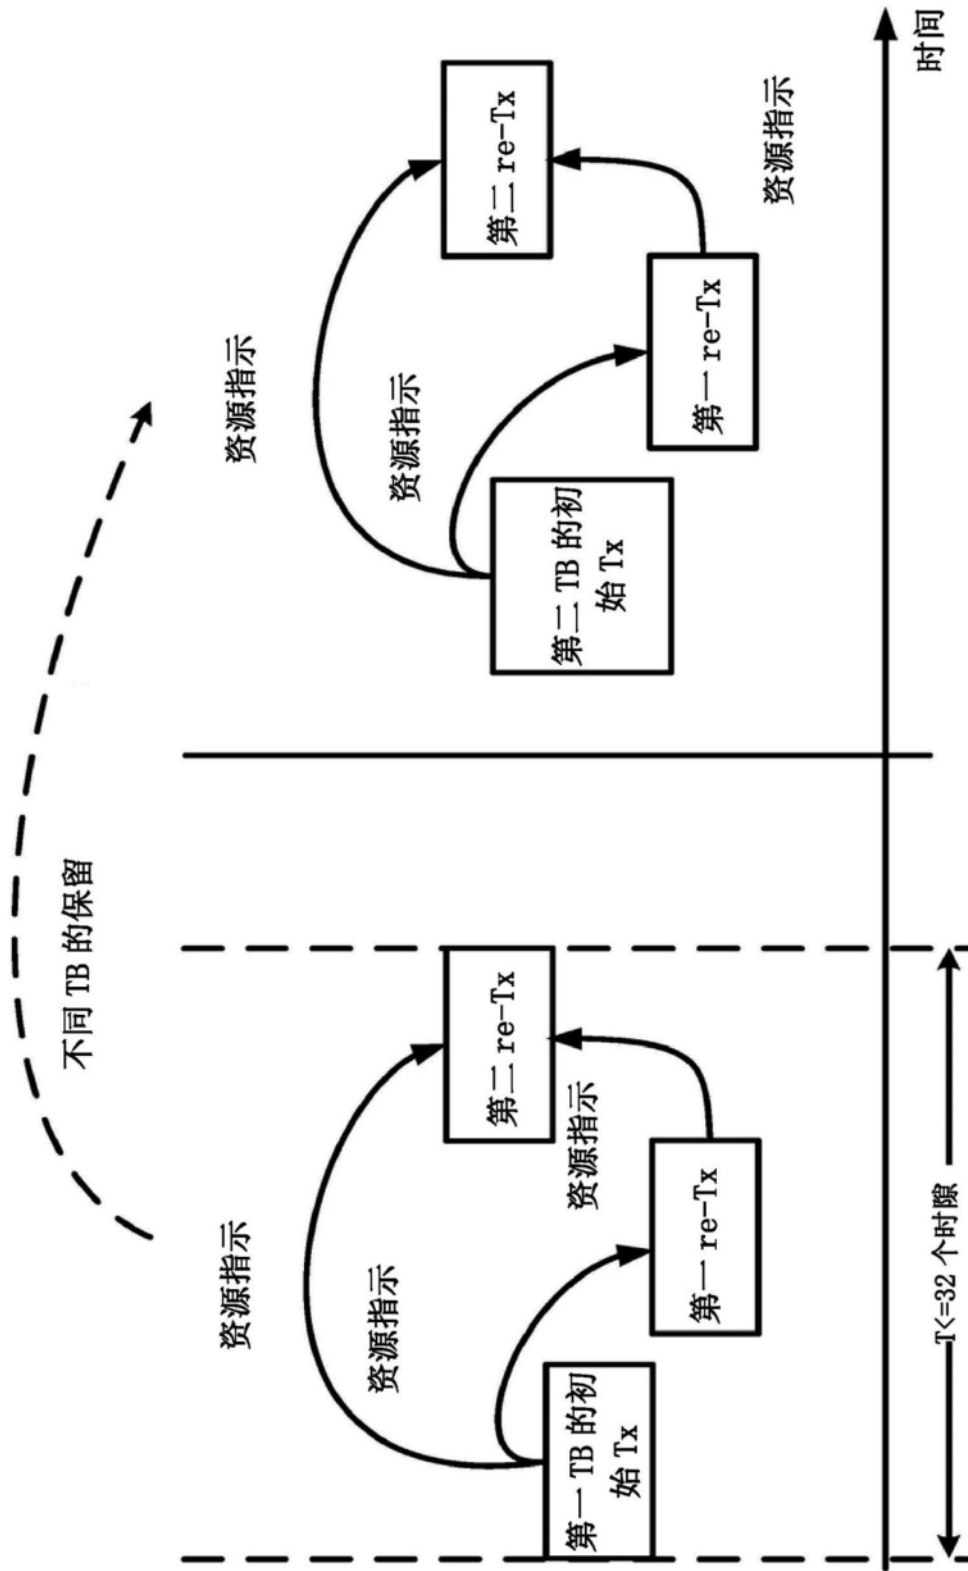 不同 TB 的保留
资源指示
资源指示
第一 TB 的初
始 Tx
第一 re-Tx
资源指示
第二 re-Tx
T<=32 个时隙
资源指示
资源指示
第二 TB 的初
始 Tx
第一 re-Tx
第二 re-Tx
资源指示
时间